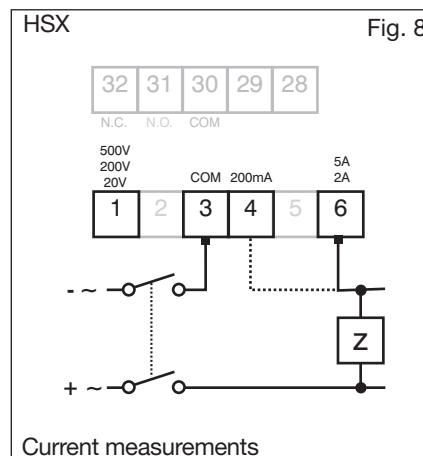 HSX Fig. 8
32 31 30 29 28
N.C. N.O. COM
500V
200V 5A
20V COM 200mA 2A
1 2 3 4 5 6
- ~
Z
+ ~
Current measurements